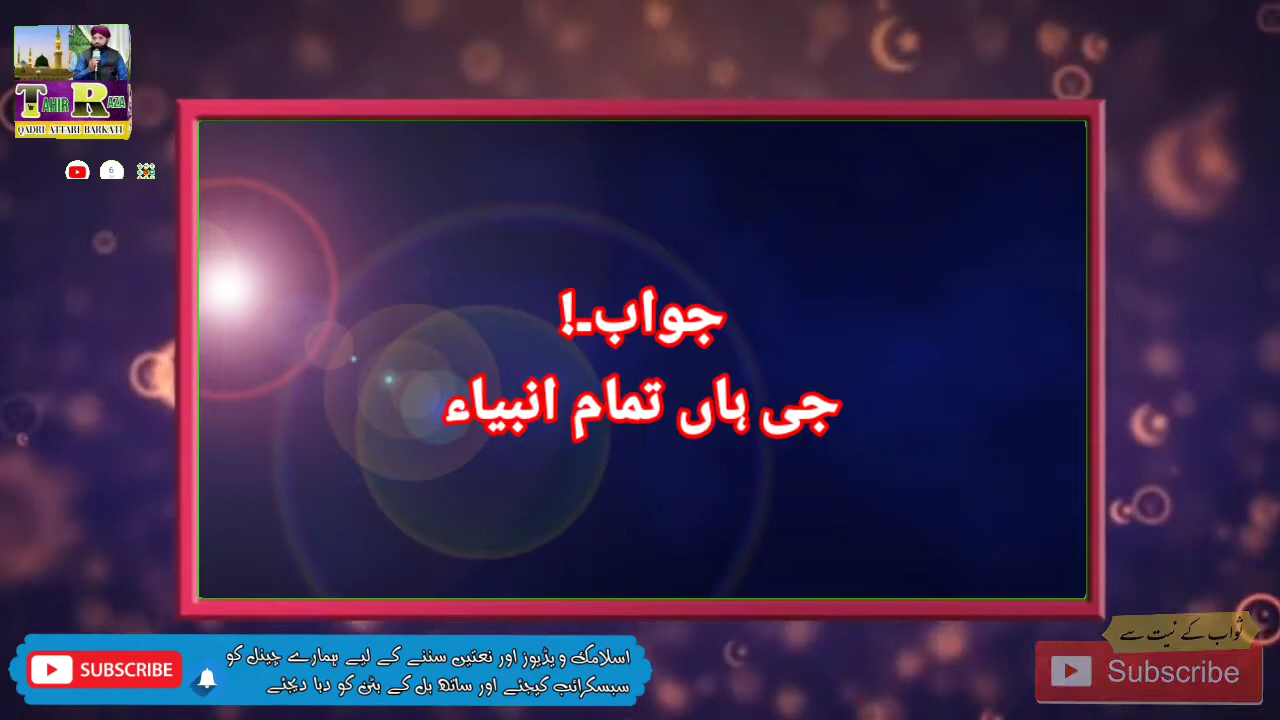 TAHIR RAZA
QADRI ATTARI BARKATI
6
جواب۔!
جی ہاں تمام انبیاء
ثواب کے نیت سے
Subscribe
SUBSCRIBE
اسلامک ویڈیوز اور نعتیں سننے کے لیے ہمارے چینل کو
سبسکرائب کیجئے اور ساتھ بل کے بٹن کو دبا دیجئے